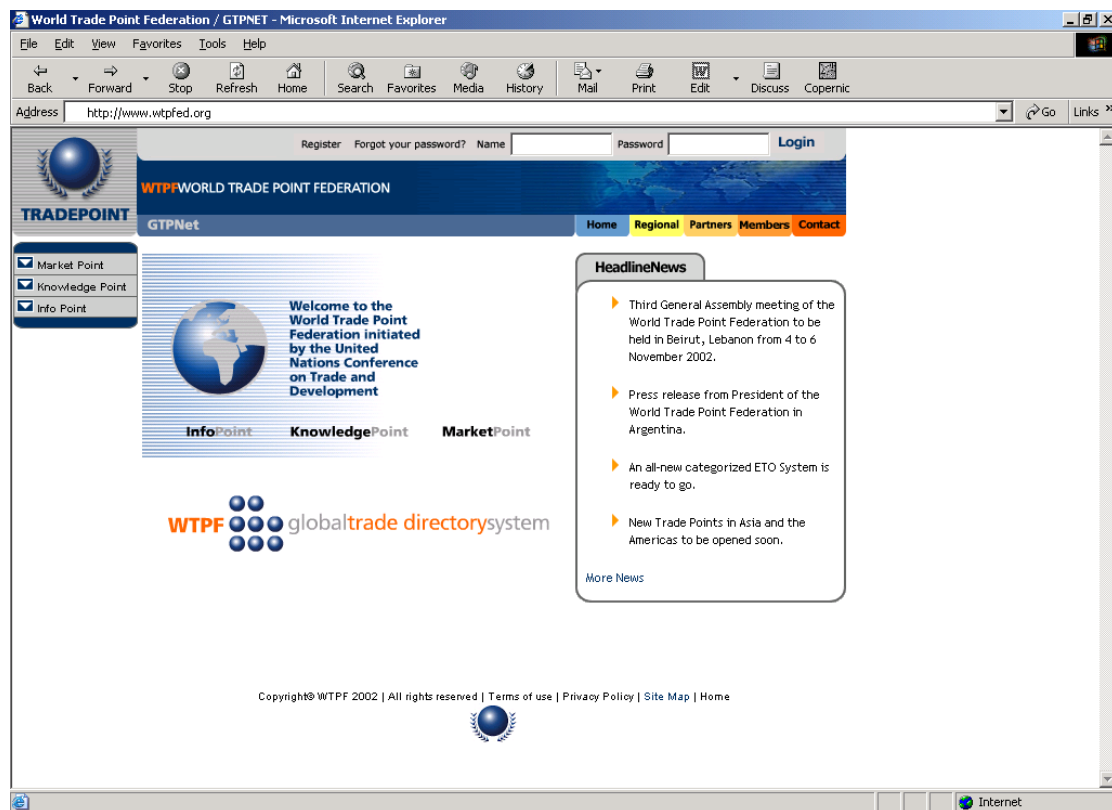 World Trade Point Federation / GTPNET - Microsoft Internet Explorer
File Edit View Favorites Tools Help
Back Forward Stop Refresh Home Search Favorites Media History Mail Print Edit Discuss Copernic
Address http://www.wtpfed.org Go Links »
Register Forgot your password? Name Password Login
TRADEPOINT
WTPFWORLD TRADE POINT FEDERATION
GTPNet
Home Regional Partners Members Contact
Market Point
Knowledge Point
Info Point
Welcome to the
World Trade Point
Federation initiated
by the United
Nations Conference
on Trade and
Development
InfoPoint KnowledgePoint MarketPoint
WTPF globaltrade directorysystem
HeadlineNews
Third General Assembly meeting of the
World Trade Point Federation to be
held in Beirut, Lebanon from 4 to 6
November 2002.
Press release from President of the
World Trade Point Federation in
Argentina.
An all-new categorized ETO System is
ready to go.
New Trade Points in Asia and the
Americas to be opened soon.
More News
Copyright© WTPF 2002 | All rights reserved | Terms of use | Privacy Policy | Site Map | Home
Internet